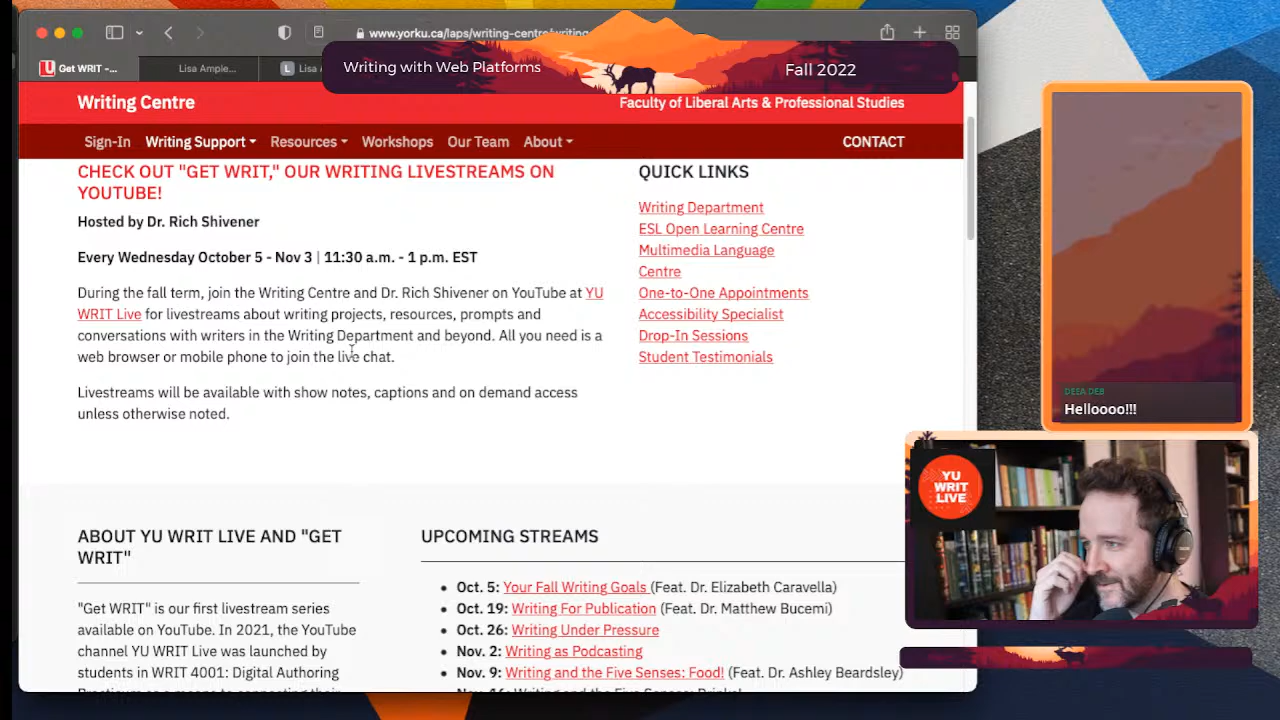 www.yorku.ca/laps/writing-centre/writing
Get WRIT -...
Lisa Ample...
L Lisa
Writing with Web Platforms
Fall 2022
Writing Centre
Faculty of Liberal Arts & Professional Studies
Sign-In Writing Support Resources Workshops Our Team About CONTACT
CHECK OUT "GET WRIT," OUR WRITING LIVESTREAMS ON
YOUTUBE!
Hosted by Dr. Rich Shivener
Every Wednesday October 5 - Nov 3 | 11:30 a.m. - 1 p.m. EST
During the fall term, join the Writing Centre and Dr. Rich Shivener on YouTube at YU
WRIT Live for livestreams about writing projects, resources, prompts and
conversations with writers in the Writing Department and beyond. All you need is a
web browser or mobile phone to join the live chat.
Livestreams will be available with show notes, captions and on demand access
unless otherwise noted.
QUICK LINKS
Writing Department
ESL Open Learning Centre
Multimedia Language
Centre
One-to-One Appointments
Accessibility Specialist
Drop-In Sessions
Student Testimonials
ABOUT YU WRIT LIVE AND "GET
WRIT"
"Get WRIT" is our first livestream series
available on YouTube. In 2021, the YouTube
channel YU WRIT Live was launched by
students in WRIT 4001: Digital Authoring
UPCOMING STREAMS
Oct. 5: Your Fall Writing Goals (Feat. Dr. Elizabeth Caravella)
Oct. 19: Writing For Publication (Feat. Dr. Matthew Bucemi)
Oct. 26: Writing Under Pressure
Nov. 2: Writing as Podcasting
Nov. 9: Writing and the Five Senses: Food! (Feat. Dr. Ashley Beardsley)
Helloooo!!!
YU
WRIT
LIVE